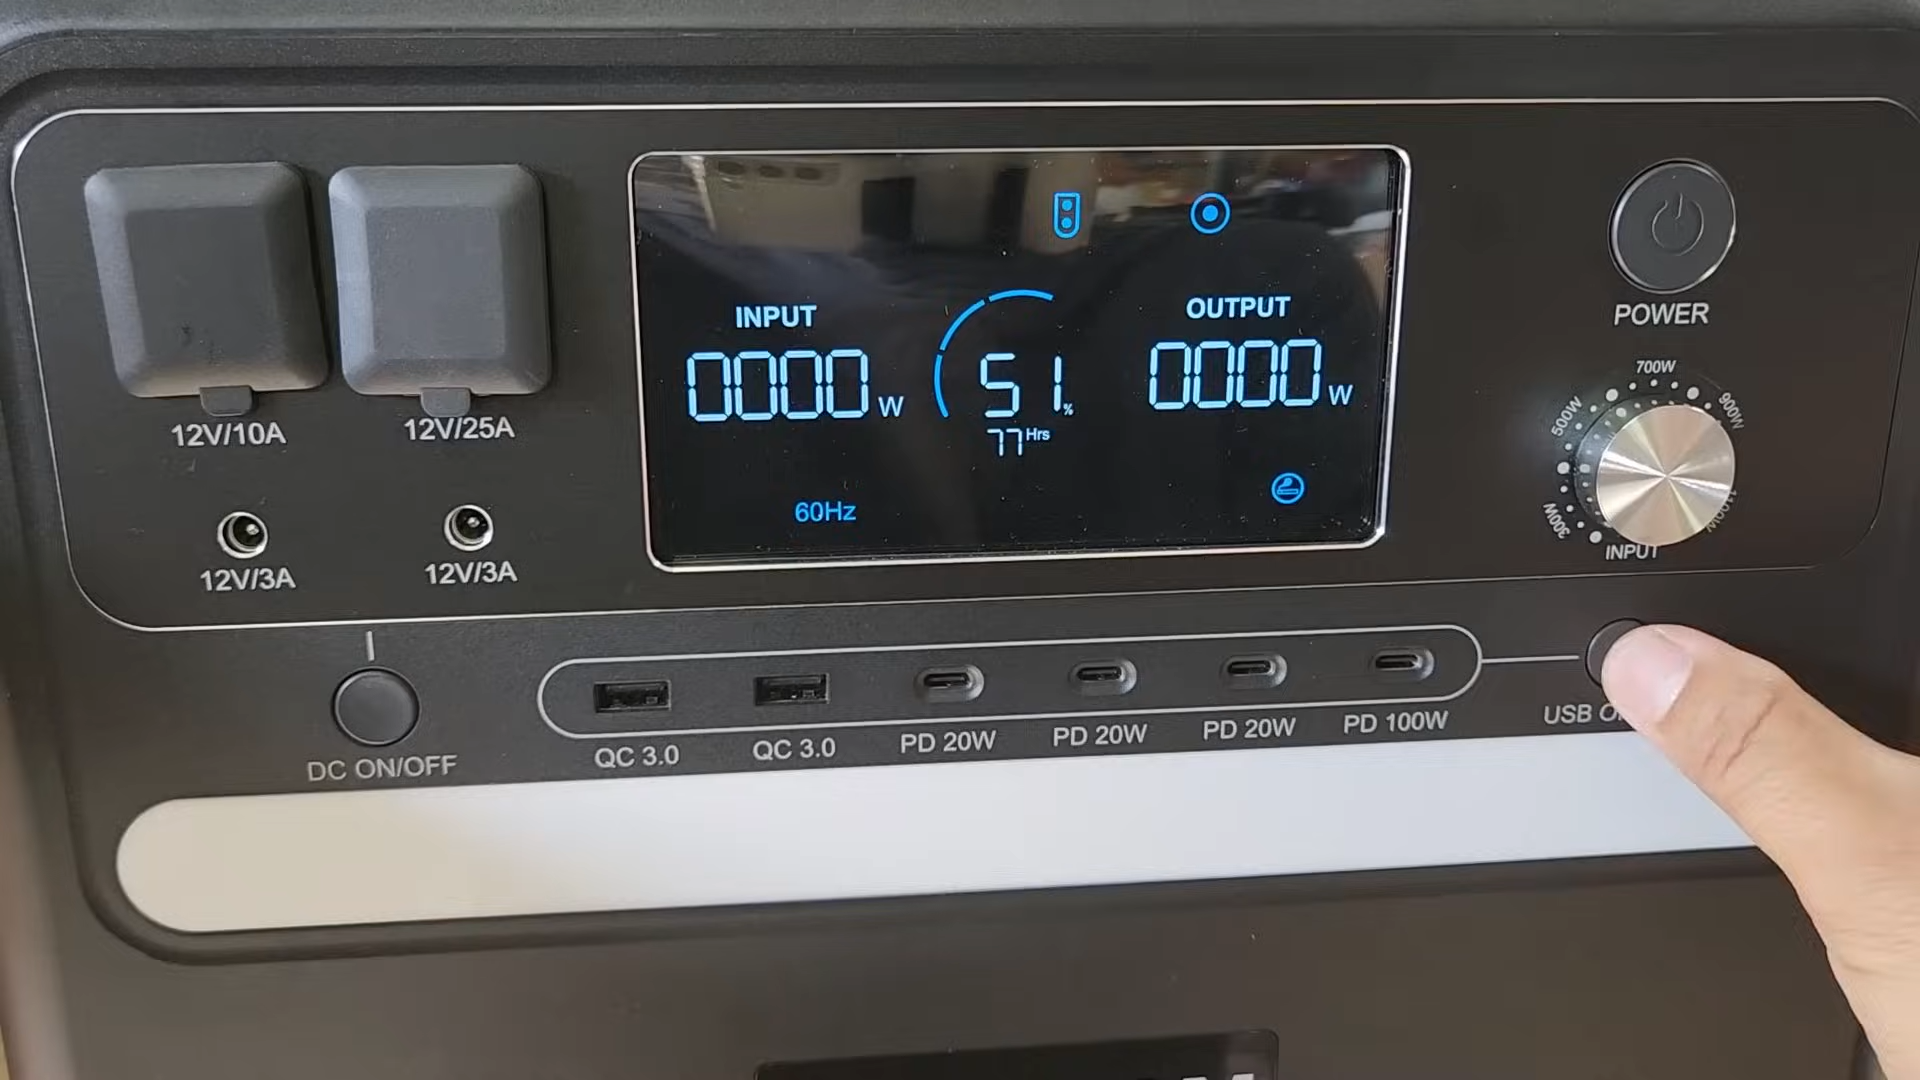 INPUT
0000 W
51 %
77 Hrs
OUTPUT
0000 W
60Hz
12V/10A
12V/25A
12V/3A
12V/3A
POWER
300W
500W
700W
900W
1100W
INPUT
DC ON/OFF
QC 3.0
QC 3.0
PD 20W
PD 20W
PD 20W
PD 100W
USB